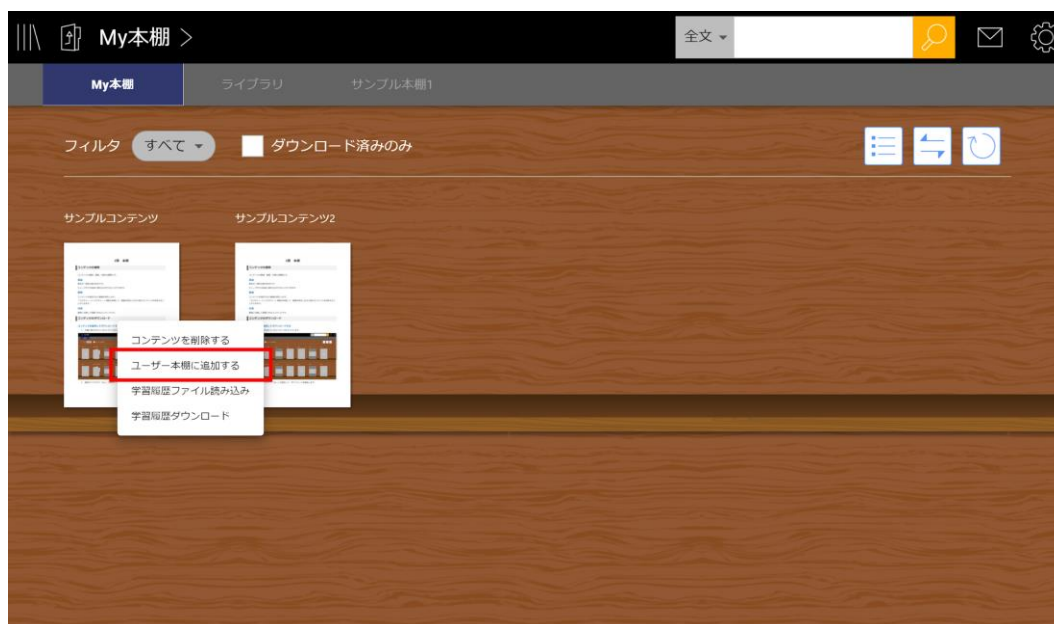 My本棚 >
全文
My本棚
ライブラリ
サンプル本棚1
フィルタ
すべて
ダウンロード済みのみ
サンプルコンテンツ
サンプルコンテンツ2
コンテンツを削除する
ユーザー本棚に追加する
学習履歴ファイル読み込み
学習履歴ダウンロード